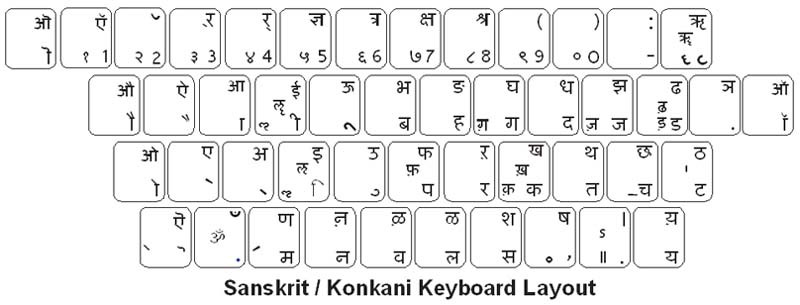 ऒ ॊ
ऍ १ 1
ॅ २ 2
्र ३ 3
र् ४ 4
ज्ञ ५ 5
त्र ६ 6
क्ष ७ 7
श्र ८ 8
( ९ 9
) ० 0
: -
ऋ ृ
औ ौ
ऐ ै
आ ा
ई ॡ ी
ऊ ू
भ ब
ङ ह
घ ग़ ग
ध द
झ ज़ ज
ढ ढ़ ड़ ड
ञ .
ऑ ॉ
ओ ो
ए े
अ ्
इ ऌ ि
उ ु
फ फ़ प
ऱ र
ख ख़ क़ क
थ त
छ च
ठ ' ट
ऎ ॆ
ॐ
ण म
ऩ न
ऴ व
ळ ल
श स
ष ,
। ऽ ॥ .
य़ य
Sanskrit / Konkani Keyboard Layout